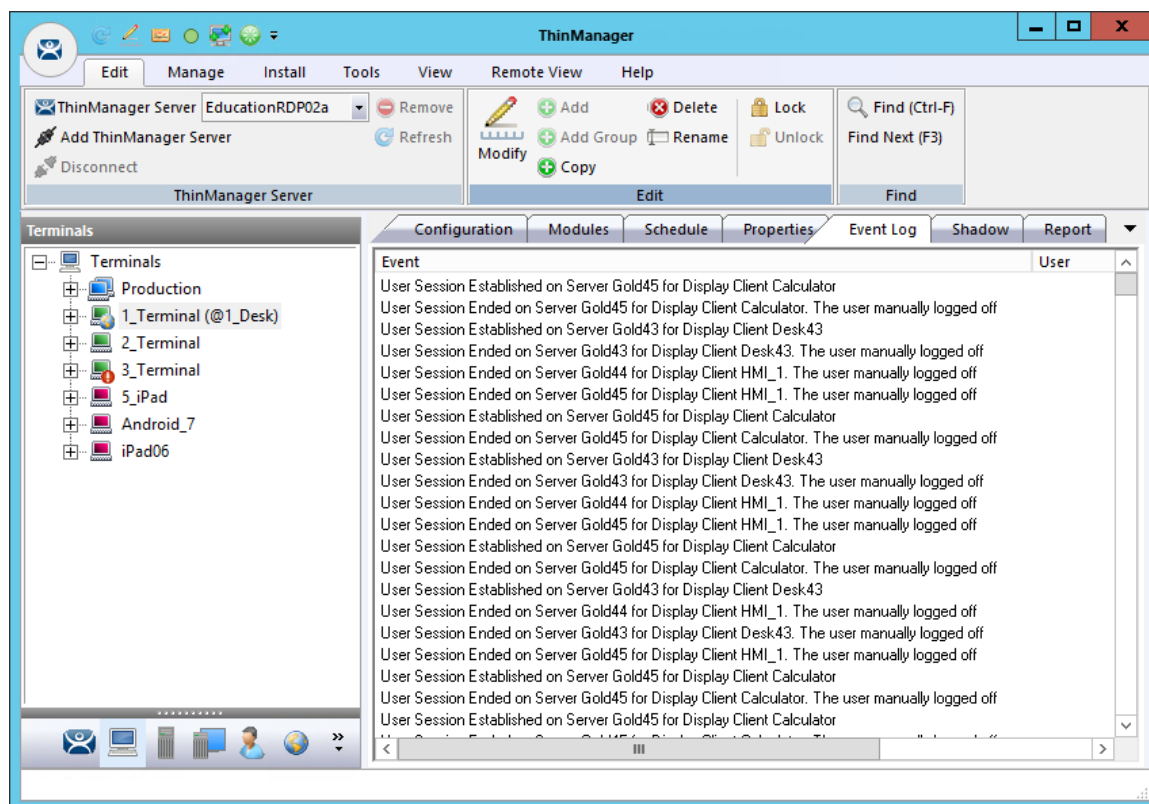 ThinManager
Edit Manage Install Tools View Remote View Help
ThinManager Server EducationRDP02a Remove
Add ThinManager Server Refresh
Disconnect
ThinManager Server
Modify
Add Delete Lock
Add Group Rename Unlock
Copy
Edit
Find (Ctrl-F)
Find Next (F3)
Find
Terminals
Terminals
Production
1_Terminal (@1_Desk)
2_Terminal
3_Terminal
5_iPad
Android_7
iPad06
Configuration Modules Schedule Properties Event Log Shadow Report
Event User
User Session Established on Server Gold45 for Display Client Calculator
User Session Ended on Server Gold45 for Display Client Calculator. The user manually logged off
User Session Established on Server Gold43 for Display Client Desk43
User Session Ended on Server Gold43 for Display Client Desk43. The user manually logged off
User Session Ended on Server Gold44 for Display Client HMI_1. The user manually logged off
User Session Ended on Server Gold45 for Display Client HMI_1. The user manually logged off
User Session Established on Server Gold45 for Display Client Calculator
User Session Ended on Server Gold45 for Display Client Calculator. The user manually logged off
User Session Established on Server Gold43 for Display Client Desk43
User Session Ended on Server Gold43 for Display Client Desk43. The user manually logged off
User Session Ended on Server Gold44 for Display Client HMI_1. The user manually logged off
User Session Ended on Server Gold45 for Display Client HMI_1. The user manually logged off
User Session Established on Server Gold45 for Display Client Calculator
User Session Ended on Server Gold45 for Display Client Calculator. The user manually logged off
User Session Established on Server Gold43 for Display Client Desk43
User Session Ended on Server Gold44 for Display Client HMI_1. The user manually logged off
User Session Ended on Server Gold43 for Display Client Desk43. The user manually logged off
User Session Ended on Server Gold45 for Display Client HMI_1. The user manually logged off
User Session Established on Server Gold45 for Display Client Calculator
User Session Ended on Server Gold45 for Display Client Calculator. The user manually logged off
User Session Established on Server Gold45 for Display Client Calculator